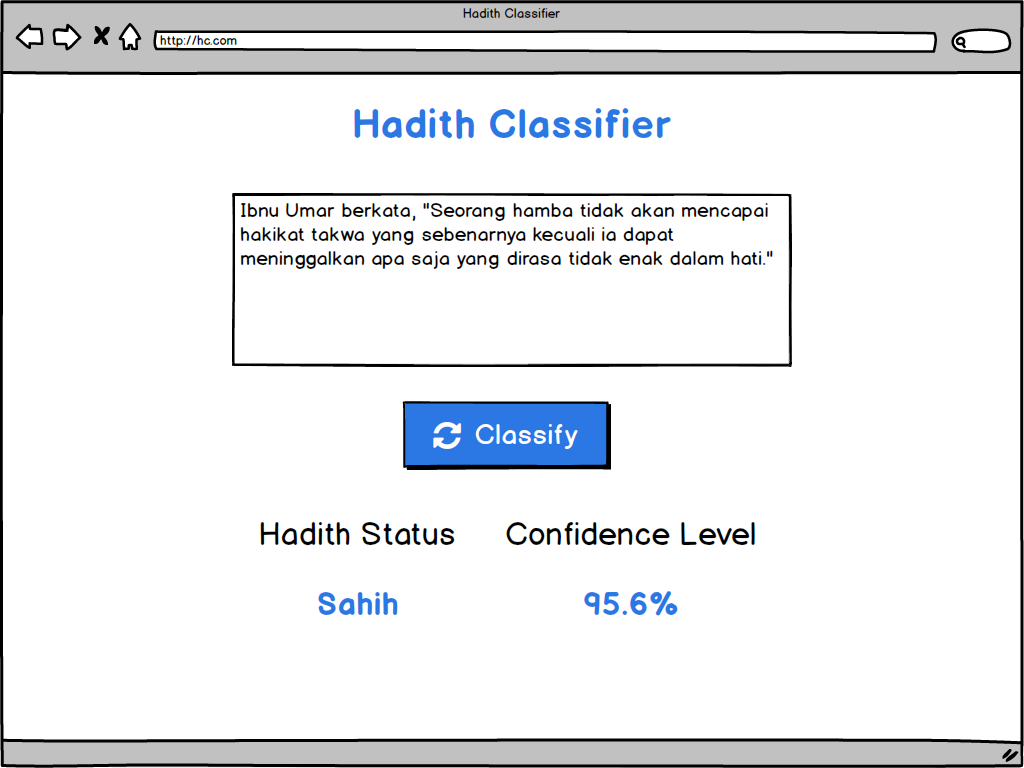 Hadith Classifier
http://hc.com
Hadith Classifier
Ibnu Umar berkata, "Seorang hamba tidak akan mencapai
hakikat takwa yang sebenarnya kecuali ia dapat
meninggalkan apa saja yang dirasa tidak enak dalam hati."
Classify
Hadith Status Confidence Level
Sahih 95.6%